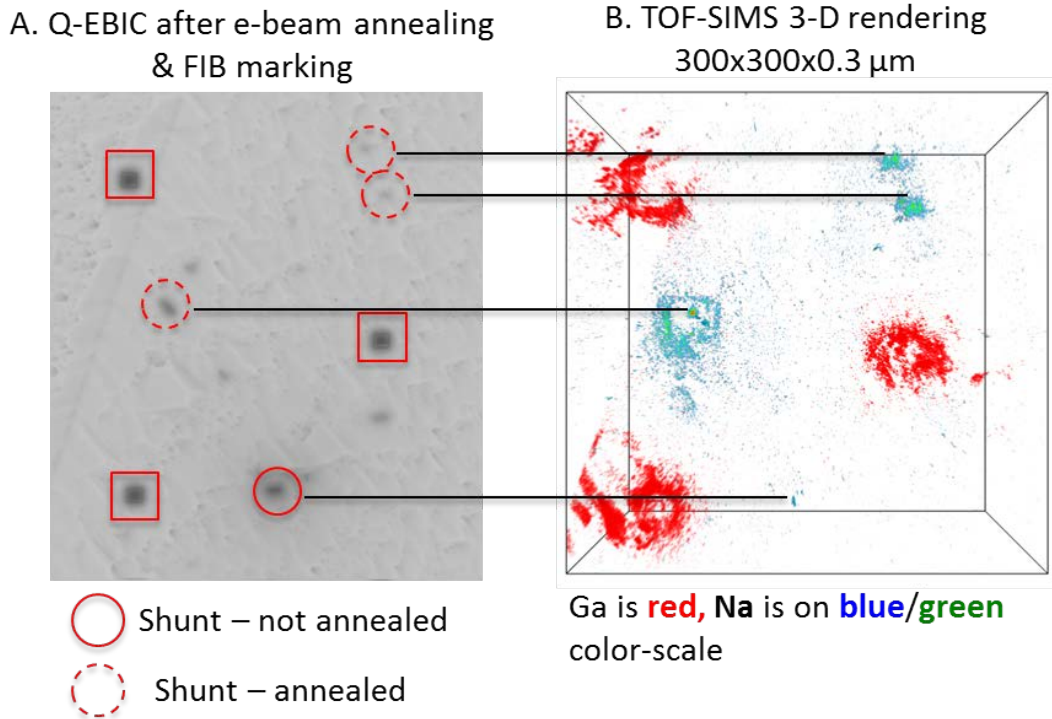 A. Q-EBIC after e-beam annealing
& FIB marking
B. TOF-SIMS 3-D rendering
300x300x0.3 µm
Shunt – not annealed
Shunt – annealed
Ga is red, Na is on blue/green
color-scale